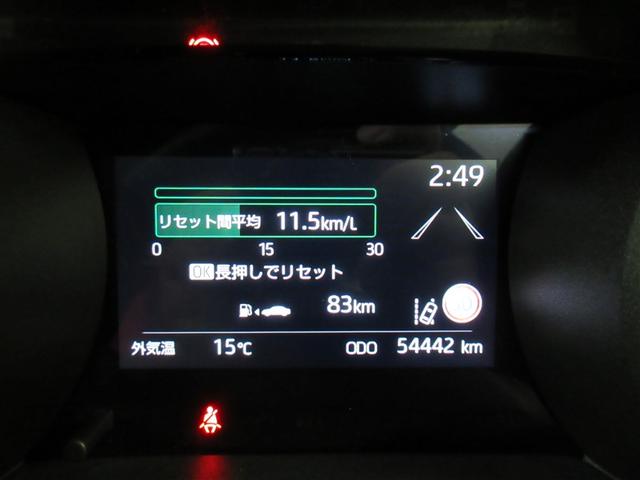 2:49
リセット間平均 11.5km/L
0 15 30
OK長押しでリセット
83km
外気温 15℃ ODO 54442 km